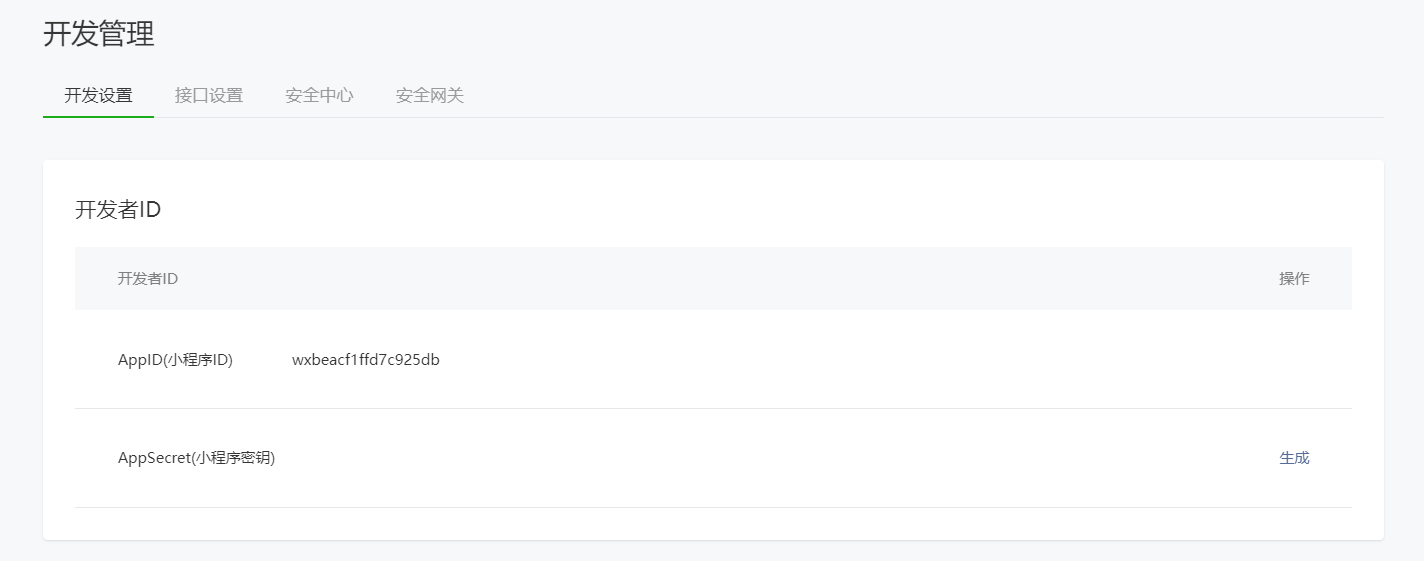 开发管理
开发设置 接口设置 安全中心 安全网关
开发者ID
开发者ID 操作
AppID(小程序ID) wxbeacf1ffd7c925db
AppSecret(小程序密钥) 生成